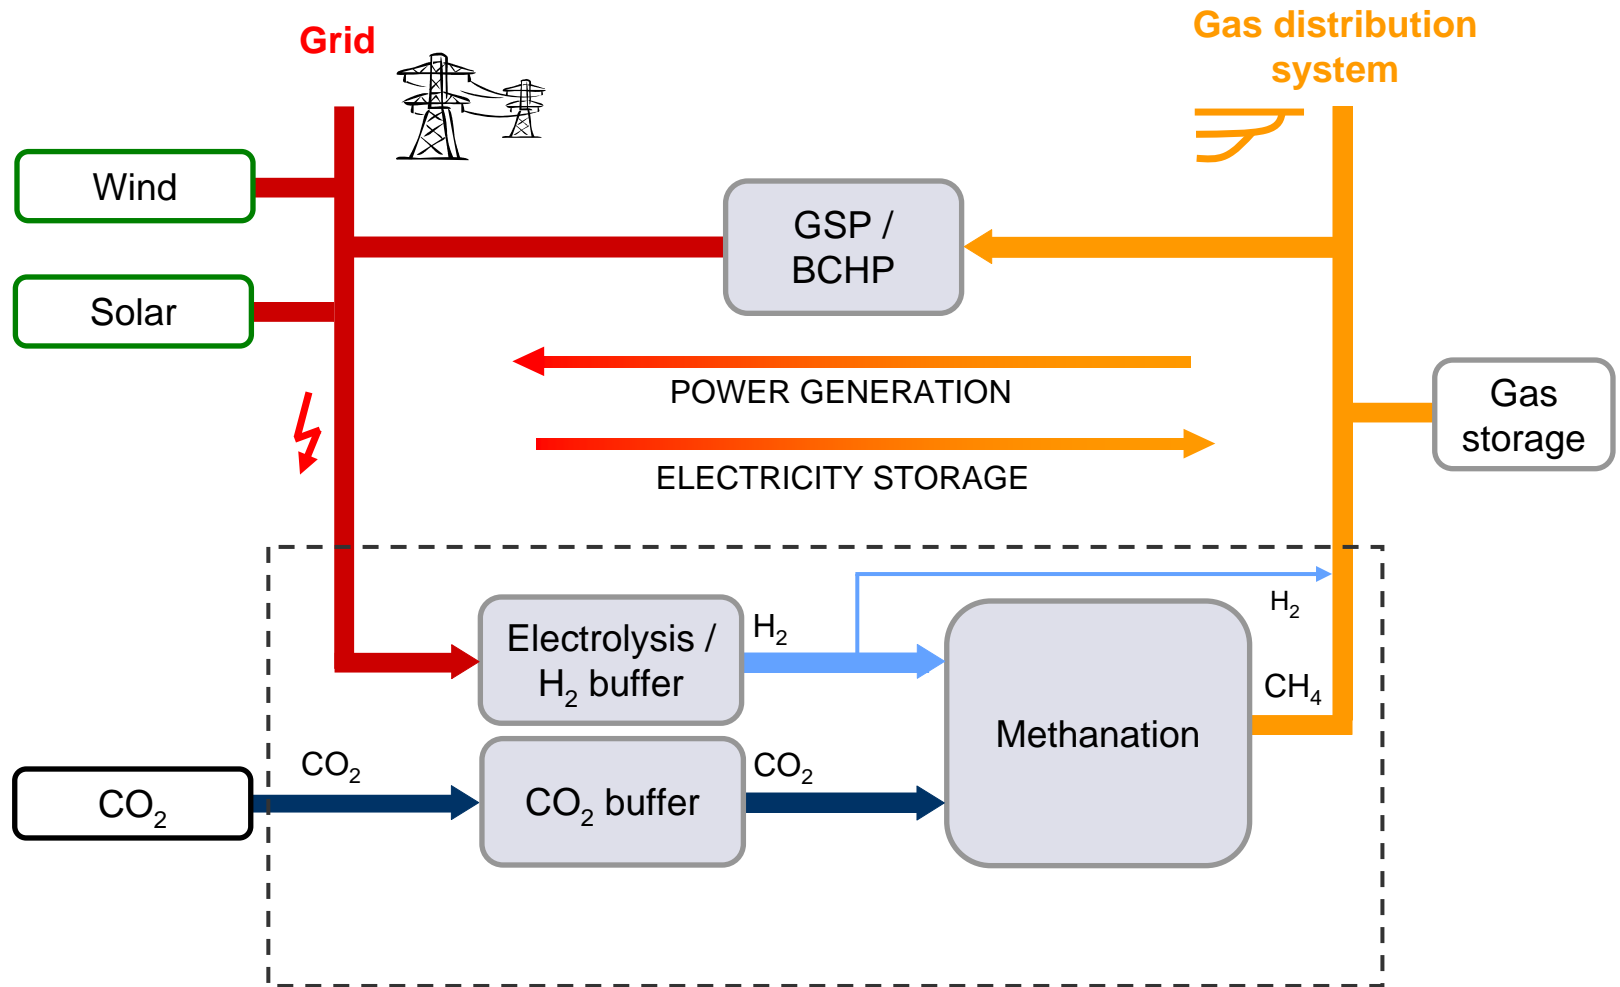 Grid
Gas distribution
system
Wind
GSP /
BCHP
Solar
POWER GENERATION
Gas
storage
ELECTRICITY STORAGE
H₂
Electrolysis /
H₂ buffer
H₂
CH₄
Methanation
CO₂
CO₂
CO₂
CO₂ buffer